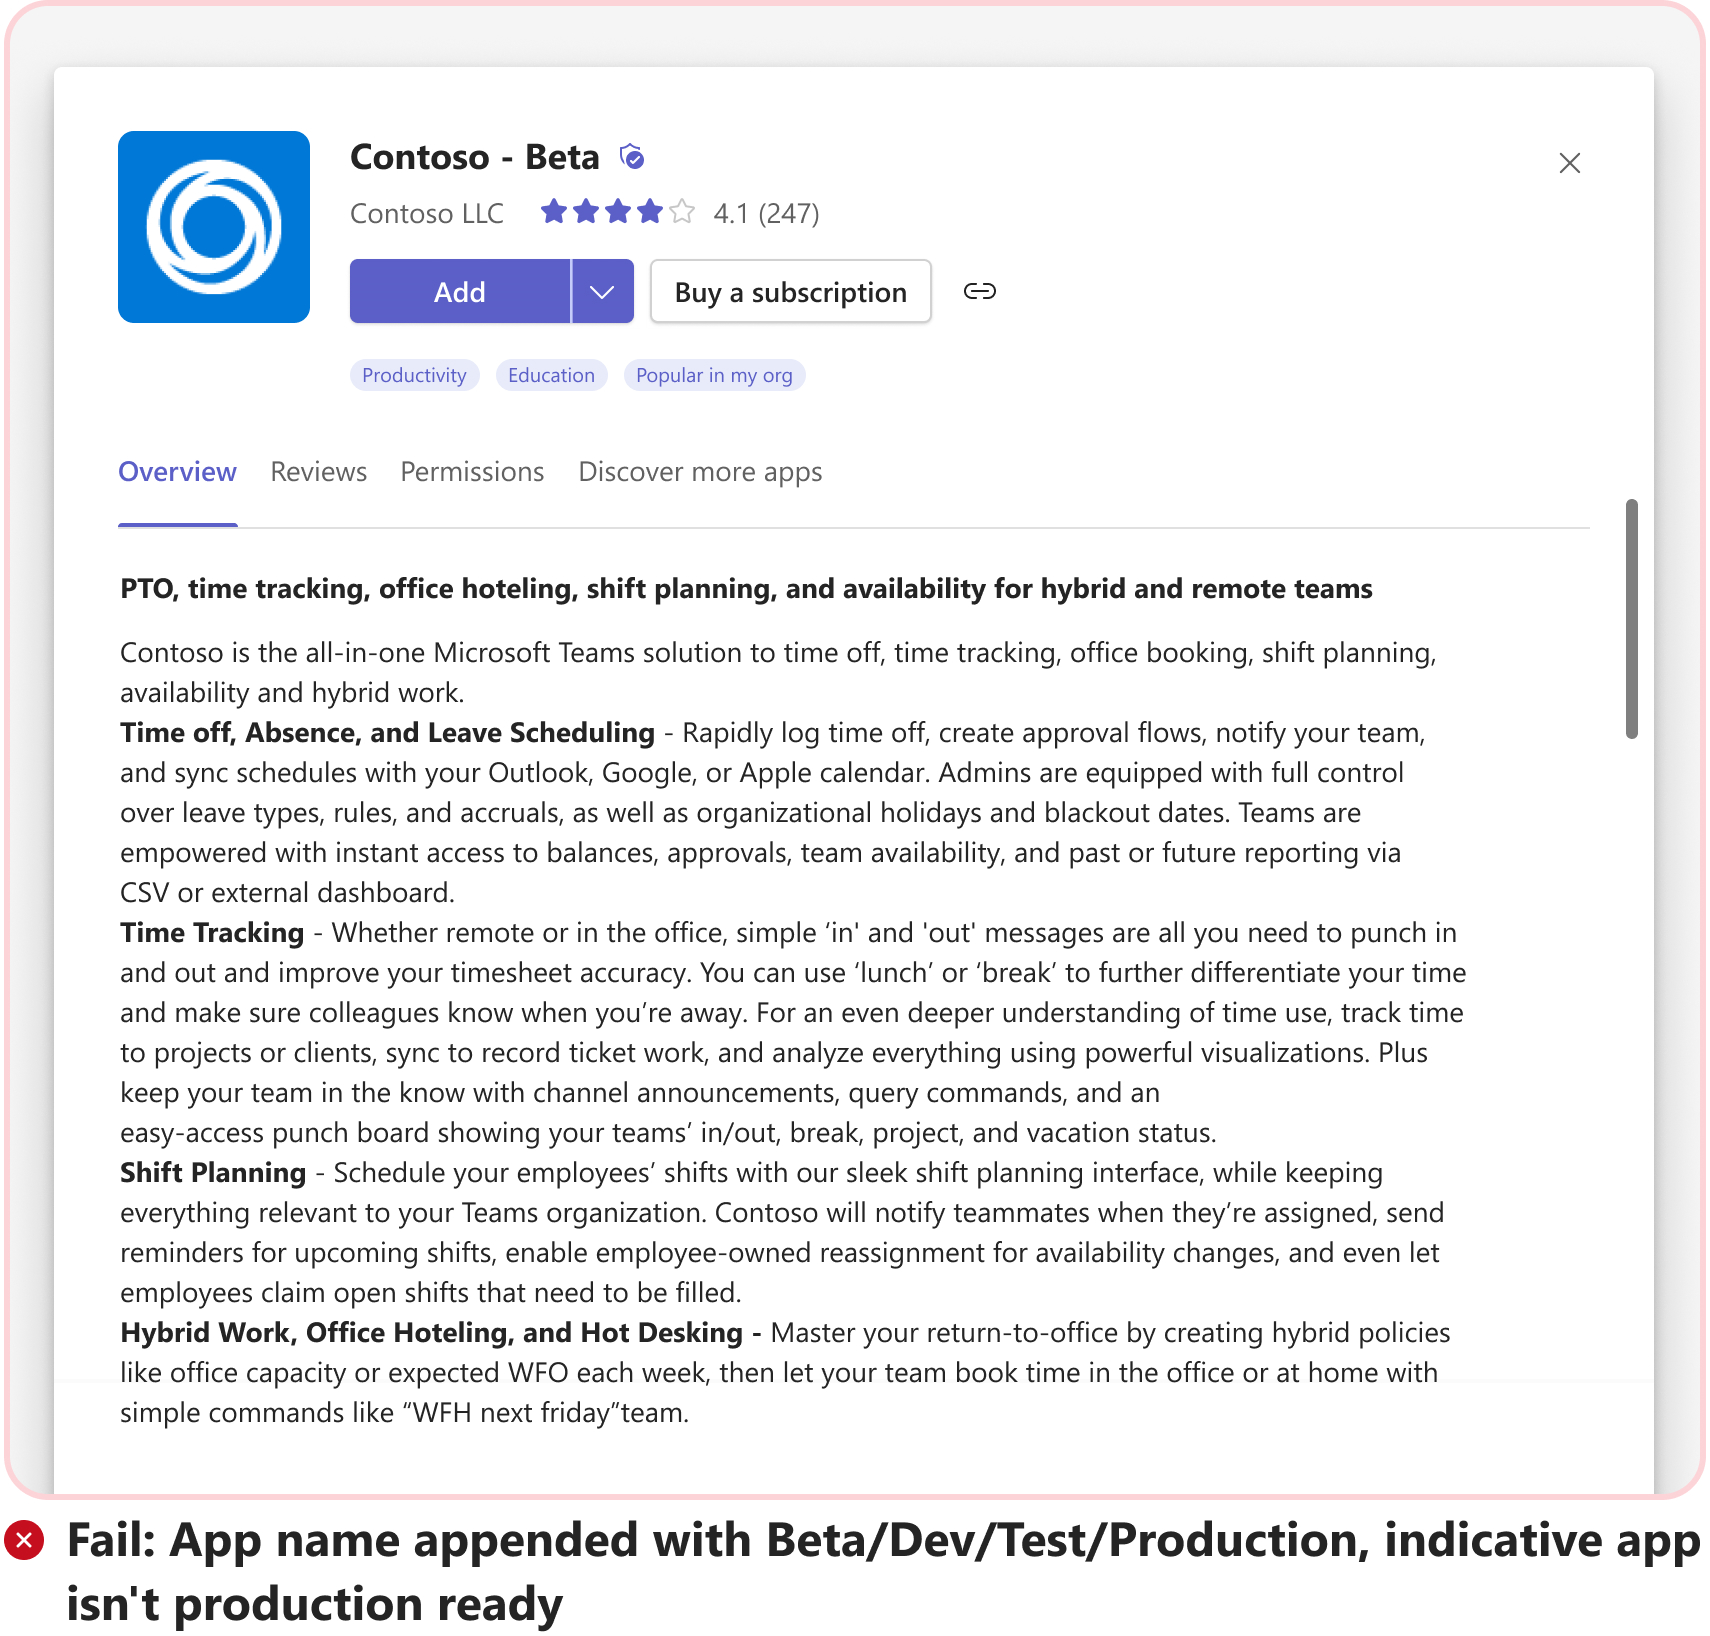 Contoso - Beta
Contoso LLC 4.1 (247)
Add Buy a subscription
Productivity Education Popular in my org
Overview Reviews Permissions Discover more apps
PTO, time tracking, office hoteling, shift planning, and availability for hybrid and remote teams
Contoso is the all-in-one Microsoft Teams solution to time off, time tracking, office booking, shift planning,
availability and hybrid work.
Time off, Absence, and Leave Scheduling - Rapidly log time off, create approval flows, notify your team,
and sync schedules with your Outlook, Google, or Apple calendar. Admins are equipped with full control
over leave types, rules, and accruals, as well as organizational holidays and blackout dates. Teams are
empowered with instant access to balances, approvals, team availability, and past or future reporting via
CSV or external dashboard.
Time Tracking - Whether remote or in the office, simple ‘in' and 'out' messages are all you need to punch in
and out and improve your timesheet accuracy. You can use ‘lunch’ or ‘break’ to further differentiate your time
and make sure colleagues know when you’re away. For an even deeper understanding of time use, track time
to projects or clients, sync to record ticket work, and analyze everything using powerful visualizations. Plus
keep your team in the know with channel announcements, query commands, and an
easy-access punch board showing your teams’ in/out, break, project, and vacation status.
Shift Planning - Schedule your employees’ shifts with our sleek shift planning interface, while keeping
everything relevant to your Teams organization. Contoso will notify teammates when they’re assigned, send
reminders for upcoming shifts, enable employee-owned reassignment for availability changes, and even let
employees claim open shifts that need to be filled.
Hybrid Work, Office Hoteling, and Hot Desking - Master your return-to-office by creating hybrid policies
like office capacity or expected WFO each week, then let your team book time in the office or at home with
simple commands like “WFH next friday”team.
Fail: App name appended with Beta/Dev/Test/Production, indicative app
isn't production ready